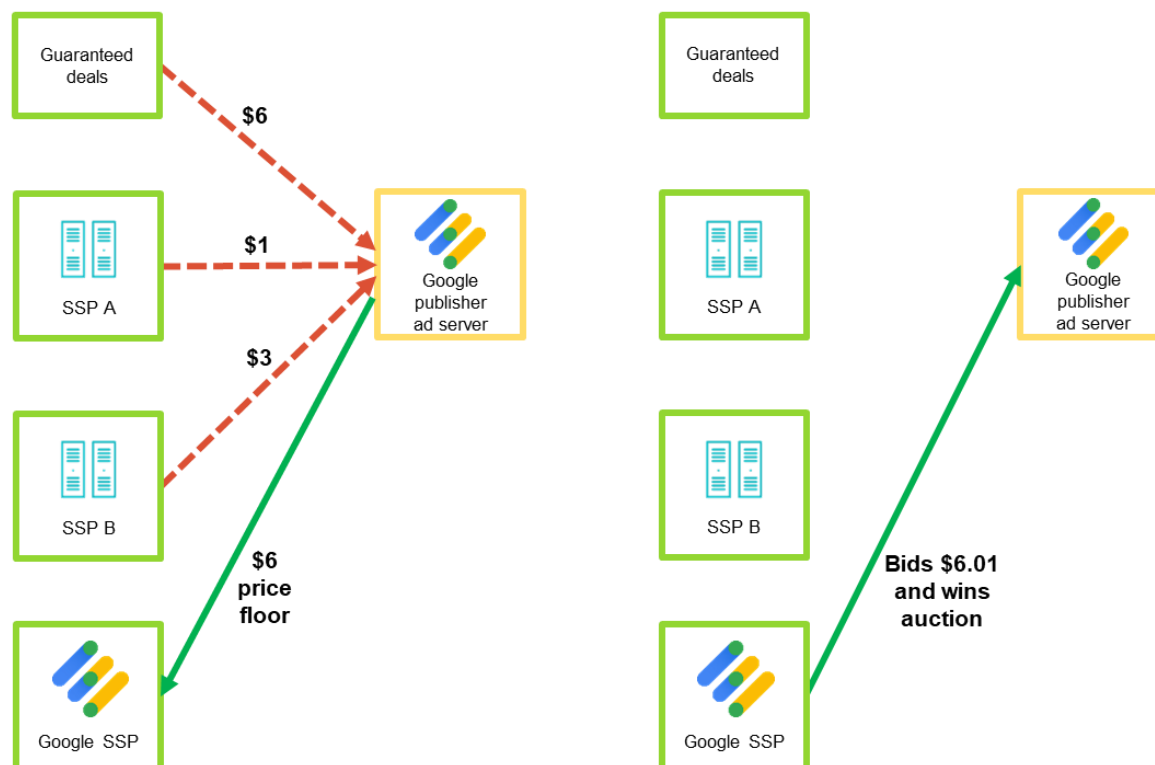 Guaranteed
deals
$6
SSP A
$1
Google
publisher
ad server
$3
SSP B
$6
price
floor
Google SSP
Guaranteed
deals
SSP A
Google
publisher
ad server
SSP B
Bids $6.01
and wins
auction
Google SSP